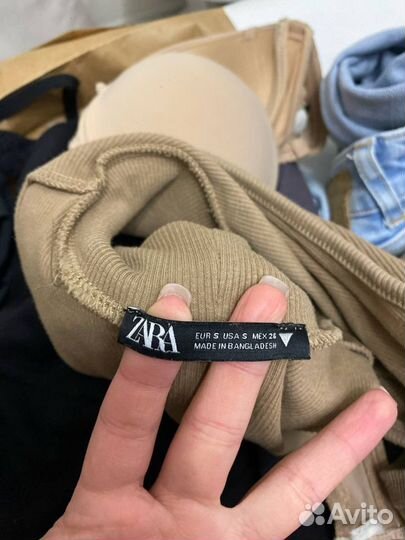 ZARA
EUR S USA S MEX 26
MADE IN BANGLADESH
Avito